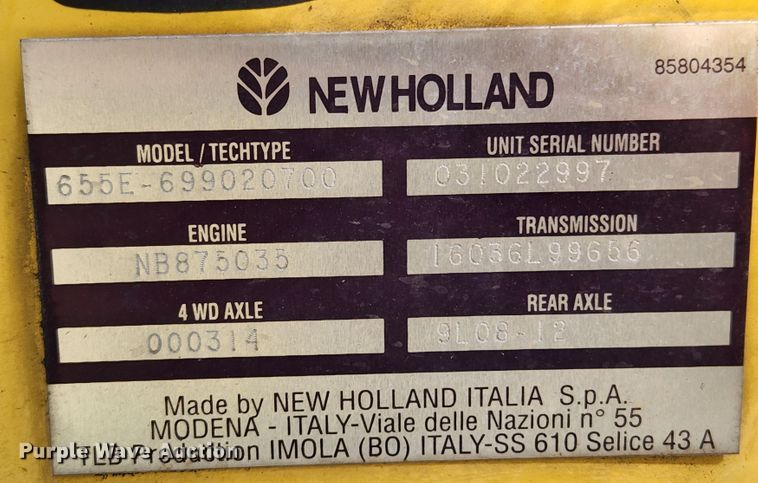 NEW HOLLAND
85804354
MODEL / TECHTYPE
655E-699020700
UNIT SERIAL NUMBER
031022997
ENGINE
NB875035
TRANSMISSION
16036L99656
4 WD AXLE
000314
REAR AXLE
9L08-12
Made by NEW HOLLAND ITALIA S.p.A.
MODENA - ITALY-Viale delle Nazioni n° 55
TLB Production IMOLA (BO) ITALY-SS 610 Selice 43 A
Purple Wave Auction